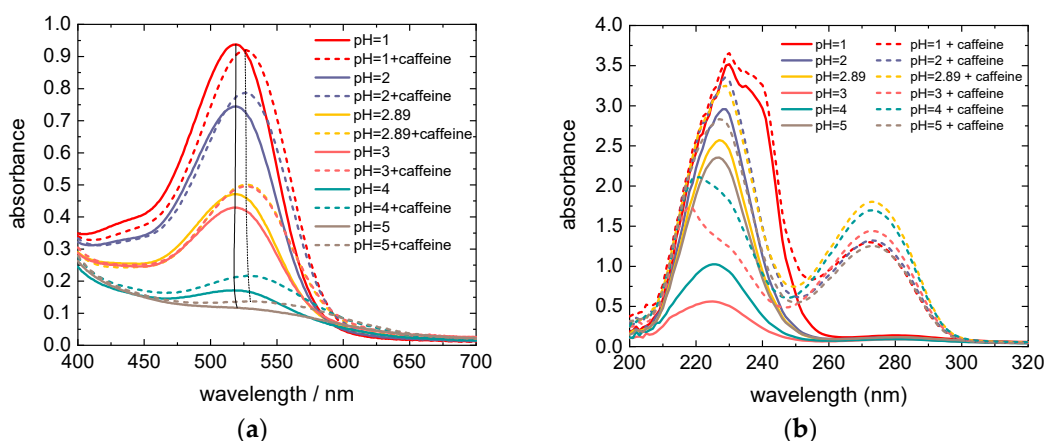 1.0
0.9
0.8
0.7
0.6
0.5
0.4
0.3
0.2
0.1
0.0
absorbance
400 450 500 550 600 650 700
wavelength / nm
pH=1
pH=1+caffeine
pH=2
pH=2+caffeine
pH=2.89
pH=2.89+caffeine
pH=3
pH=3+caffeine
pH=4
pH=4+caffeine
pH=5
pH=5+caffeine
(a)
4.0
3.5
3.0
2.5
2.0
1.5
1.0
0.5
0.0
absorbance
200 220 240 260 280 300 320
wavelength (nm)
pH=1 pH=1 + caffeine
pH=2 pH=2 + caffeine
pH=2.89 pH=2.89 + caffeine
pH=3 pH=3 + caffeine
pH=4 pH=4 + caffeine
pH=5 pH=5 + caffeine
(b)